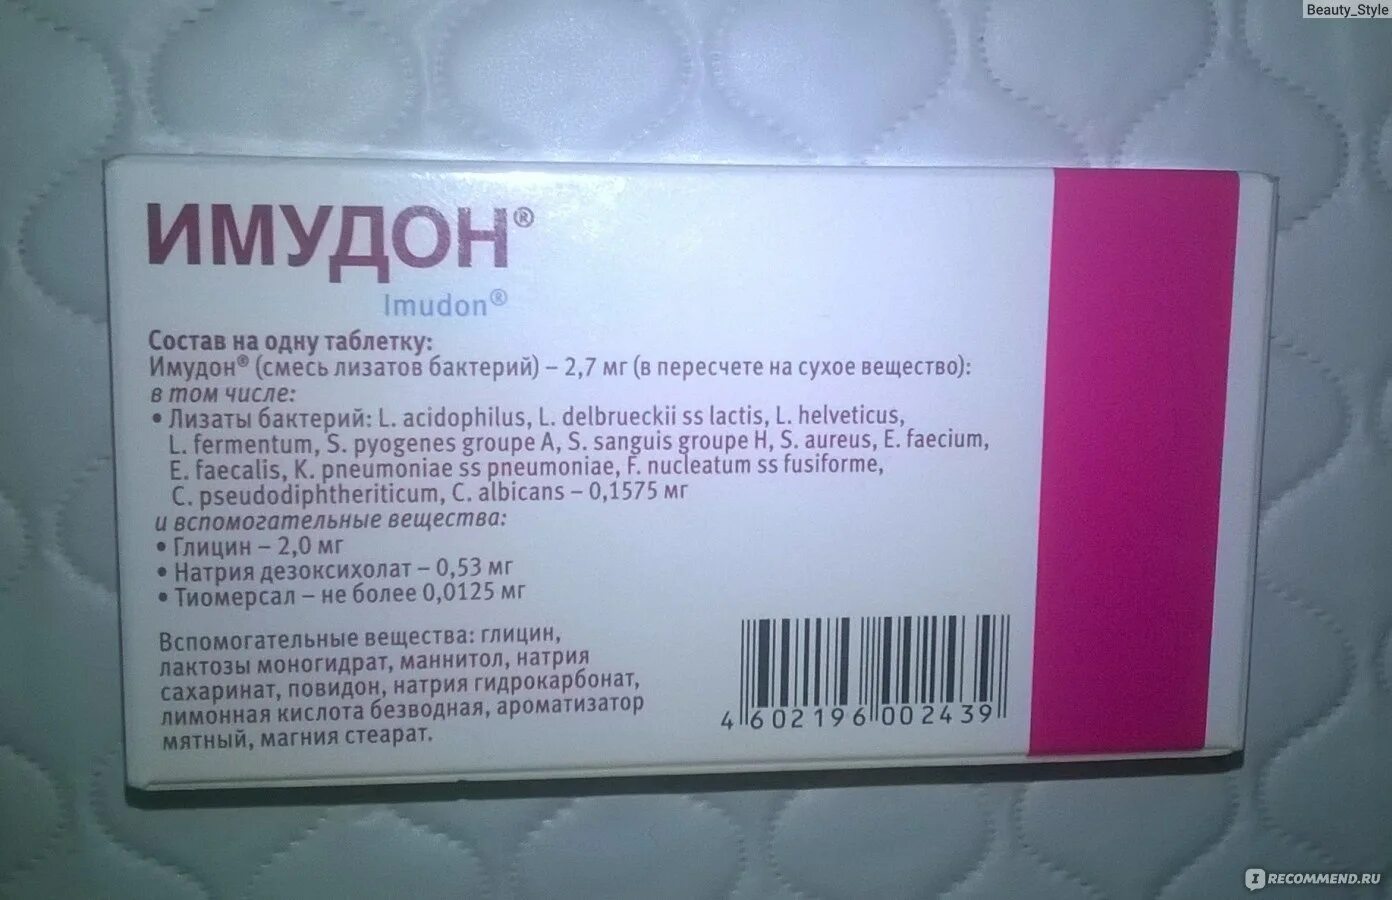 Beauty_Style
ИМУДОН®
Imudon®
Состав на одну таблетку:
Имудон® (смесь лизатов бактерий) – 2,7 мг (в пересчете на сухое вещество):
в том числе:
• Лизаты бактерий: L. acidophilus, L. delbrueckii ss lactis, L. helveticus,
L. fermentum, S. pyogenes groupe A, S. sanguis groupe H, S. aureus, E. faecium,
E. faecalis, K. pneumoniae ss pneumoniae, F. nucleatum ss fusiforme,
C. pseudodiphtheriticum, C. albicans – 0,1575 мг
и вспомогательные вещества:
• Глицин – 2,0 мг
• Натрия дезоксихолат – 0,53 мг
• Тиомерсал – не более 0,0125 мг
Вспомогательные вещества: глицин,
лактозы моногидрат, маннитол, натрия
сахаринат, повидон, натрия гидрокарбонат,
лимонная кислота безводная, ароматизатор
мятный, магния стеарат.
4 602196 002439
IRECOMMEND.RU